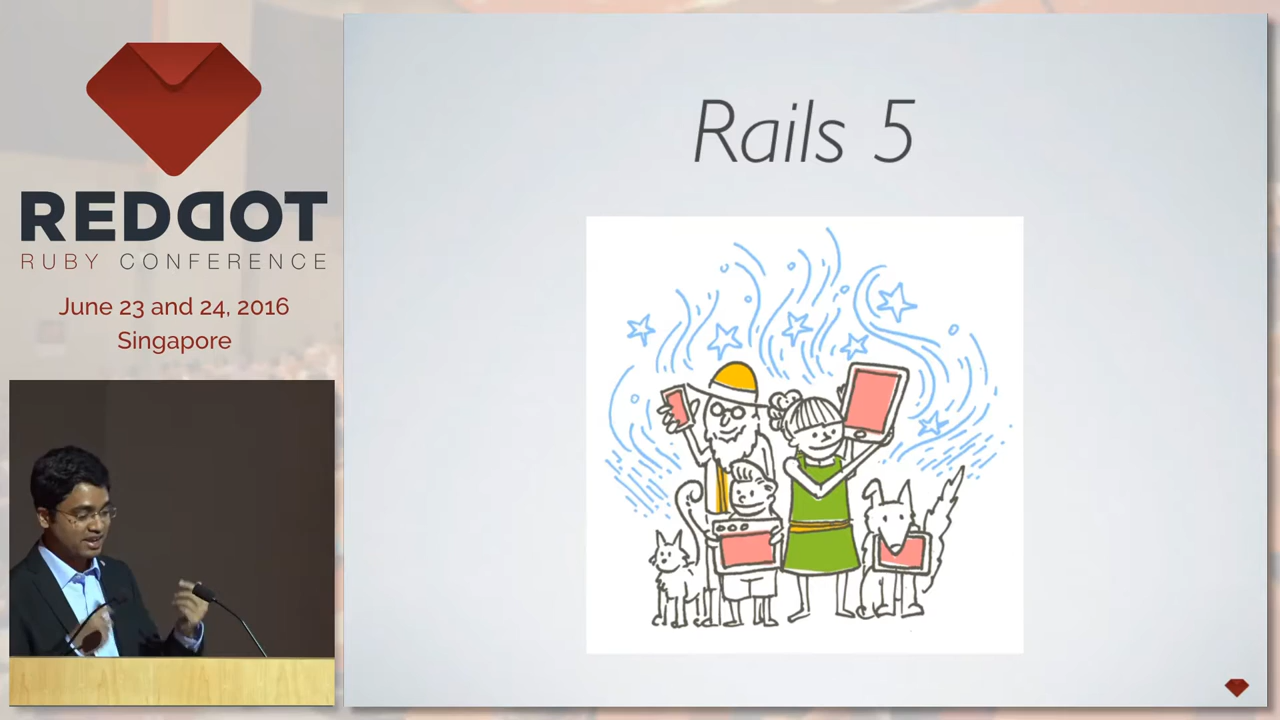 REDDOT
RUBY CONFERENCE
June 23 and 24, 2016
Singapore
Rails 5